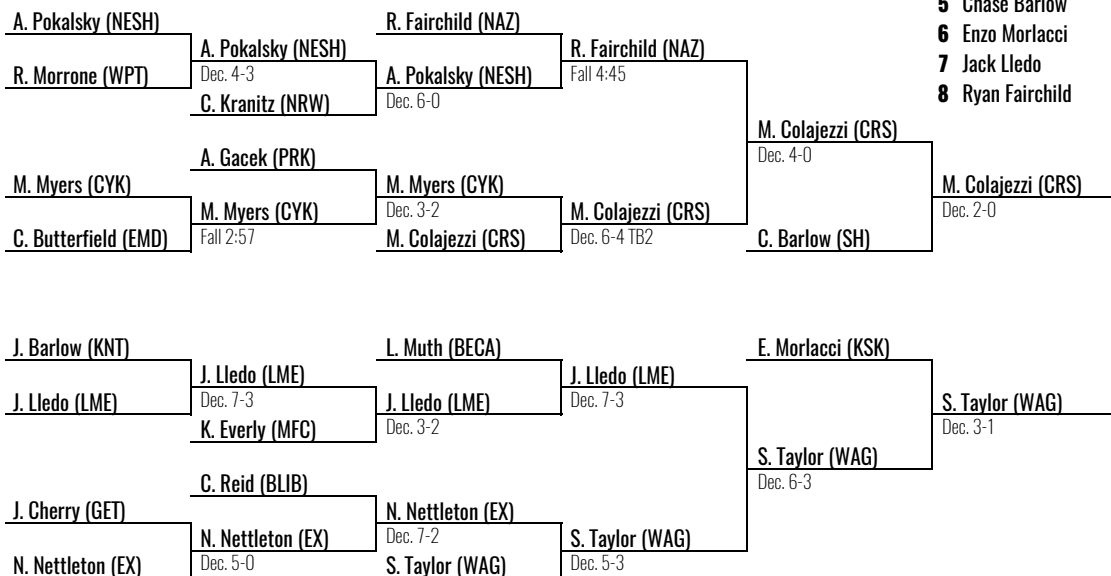 5 Chase Barlow
6 Enzo Morlacci
7 Jack Lledo
8 Ryan Fairchild
A. Pokalsky (NESH)
R. Morrone (WPT)
A. Pokalsky (NESH)
Dec. 4-3
C. Kranitz (NRW)
R. Fairchild (NAZ)
A. Pokalsky (NESH)
Dec. 6-0
R. Fairchild (NAZ)
Fall 4:45
M. Myers (CYK)
C. Butterfield (EMD)
A. Gacek (PRK)
M. Myers (CYK)
Fall 2:57
M. Myers (CYK)
Dec. 3-2
M. Colajezzi (CRS)
M. Colajezzi (CRS)
Dec. 6-4 TB2
M. Colajezzi (CRS)
Dec. 4-0
C. Barlow (SH)
M. Colajezzi (CRS)
Dec. 2-0
J. Barlow (KNT)
J. Lledo (LME)
J. Lledo (LME)
Dec. 7-3
K. Everly (MFC)
L. Muth (BECA)
J. Lledo (LME)
Dec. 3-2
J. Lledo (LME)
Dec. 7-3
J. Cherry (GET)
N. Nettleton (EX)
C. Reid (BLIB)
N. Nettleton (EX)
Dec. 5-0
N. Nettleton (EX)
Dec. 7-2
S. Taylor (WAG)
S. Taylor (WAG)
Dec. 5-3
E. Morlacci (KSK)
S. Taylor (WAG)
Dec. 6-3
S. Taylor (WAG)
Dec. 3-1